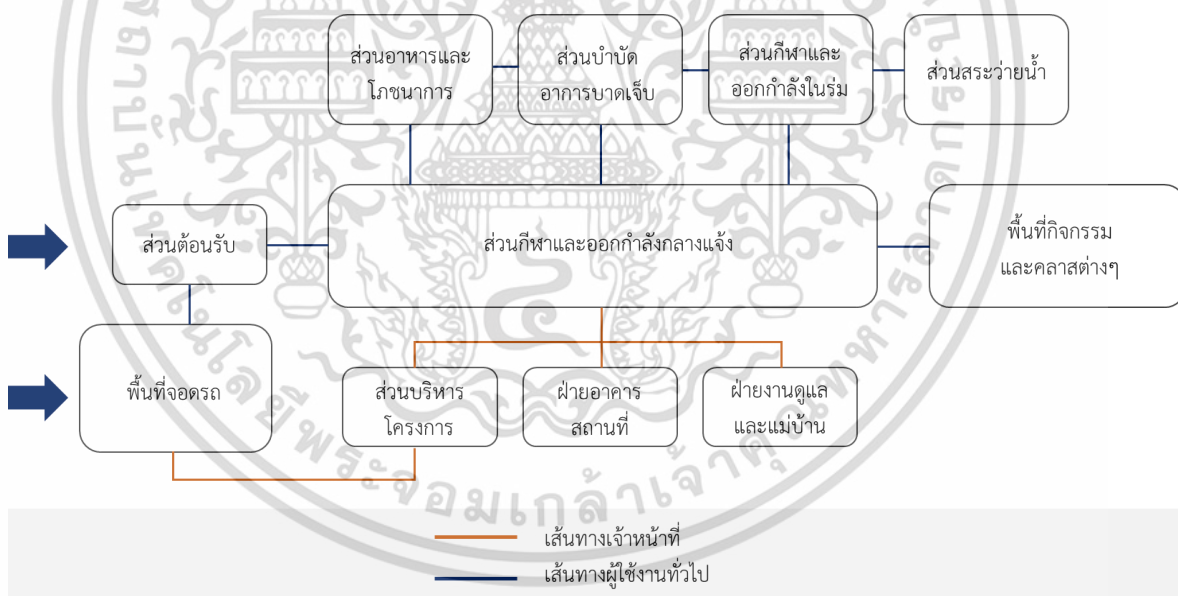 ส่วนอาหารและ
โภชนาการ
ส่วนบำบัด
อาการบาดเจ็บ
ส่วนกีฬาและ
ออกกำลังในร่ม
ส่วนสระว่ายน้ำ
ส่วนต้อนรับ
ส่วนกีฬาและออกกำลังกลางแจ้ง
พื้นที่กิจกรรม
และคลาสต่างๆ
พื้นที่จอดรถ
ส่วนบริหาร
โครงการ
ฝ่ายอาคาร
สถานที่
ฝ่ายงานดูแล
และแม่บ้าน
เส้นทางเจ้าหน้าที่
เส้นทางผู้ใช้งานทั่วไป